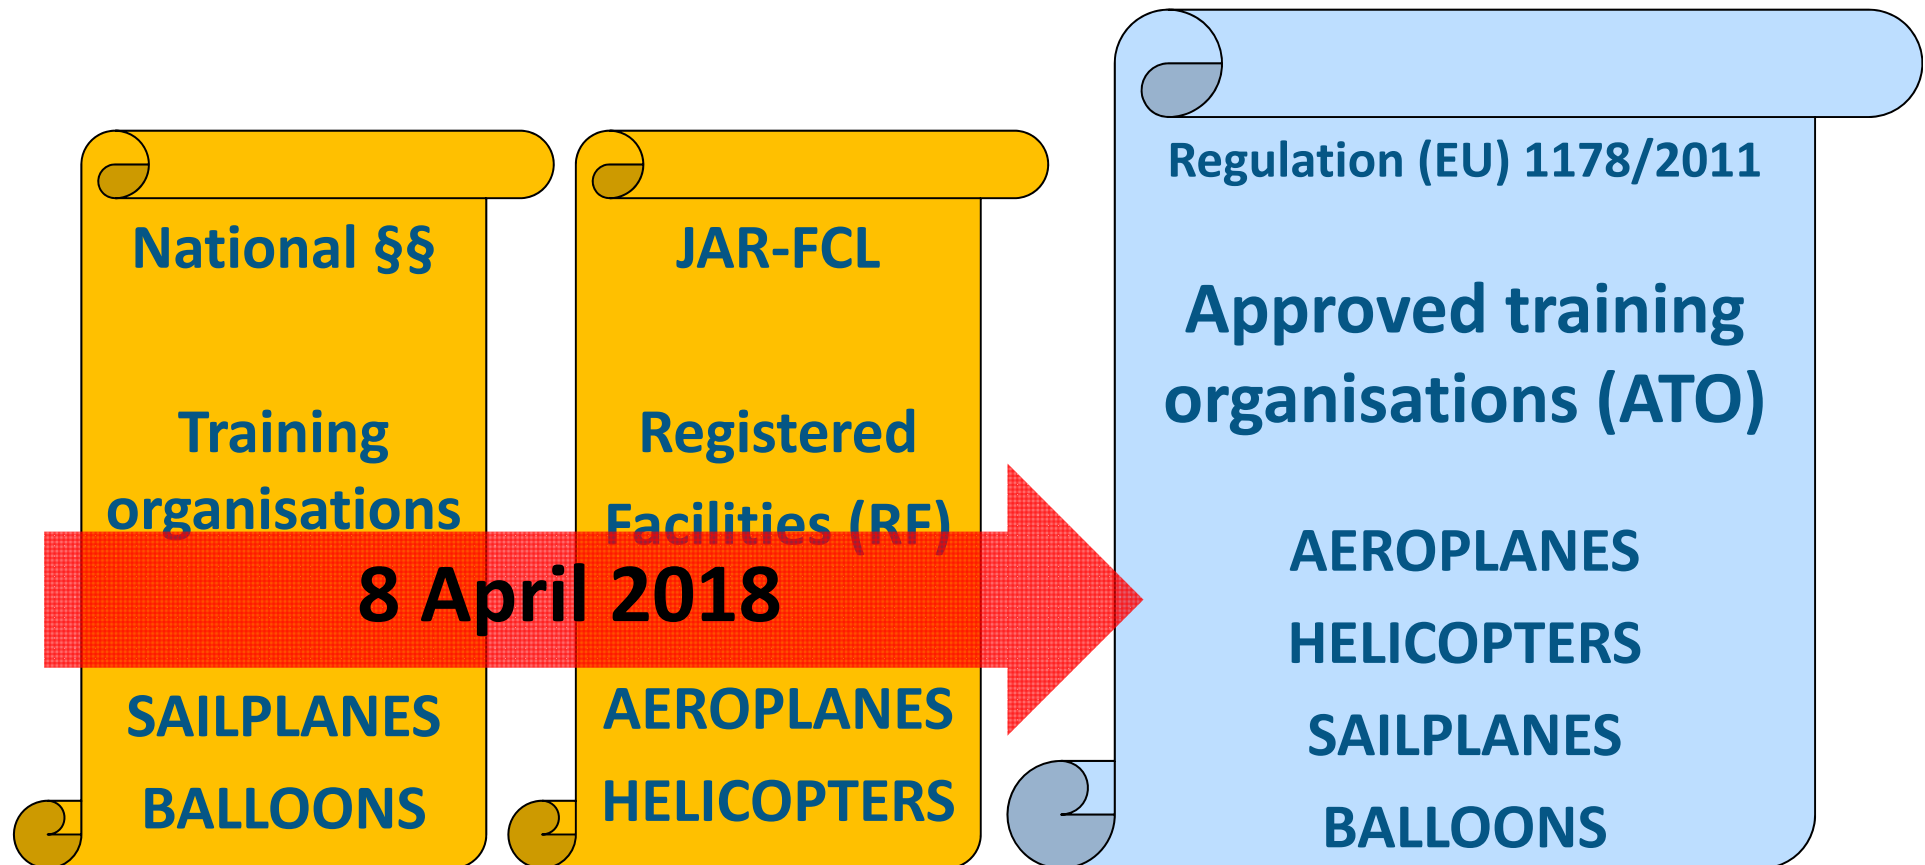 National §§
Training
organisations
SAILPLANES
BALLOONS
JAR-FCL
Registered
Facilities (RF)
AEROPLANES
HELICOPTERS
8 April 2018
Regulation (EU) 1178/2011
Approved training
organisations (ATO)
AEROPLANES
HELICOPTERS
SAILPLANES
BALLOONS